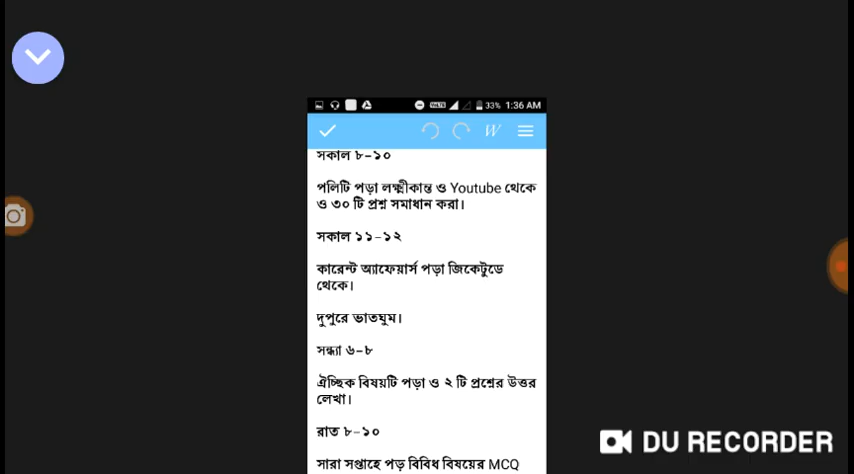 33% 1:36 AM
W
সকাল ৮-১০
পলিটি পড়া লক্ষ্মীকান্ত ও Youtube থেকে
ও ৩০ টি প্রশ্ন সমাধান করা।
সকাল ১১-১২
কারেন্ট অ্যাফেয়ার্স পড়া জিকেটুডে
থেকে।
দুপুরে ভাতঘুম।
সন্ধ্যা ৬-৮
ঐচ্ছিক বিষয়টি পড়া ও ২ টি প্রশ্নের উত্তর
লেখা।
রাত ৮-১০
সারা সপ্তাহে পড় বিবিধ বিষয়ের MCQ
DU RECORDER